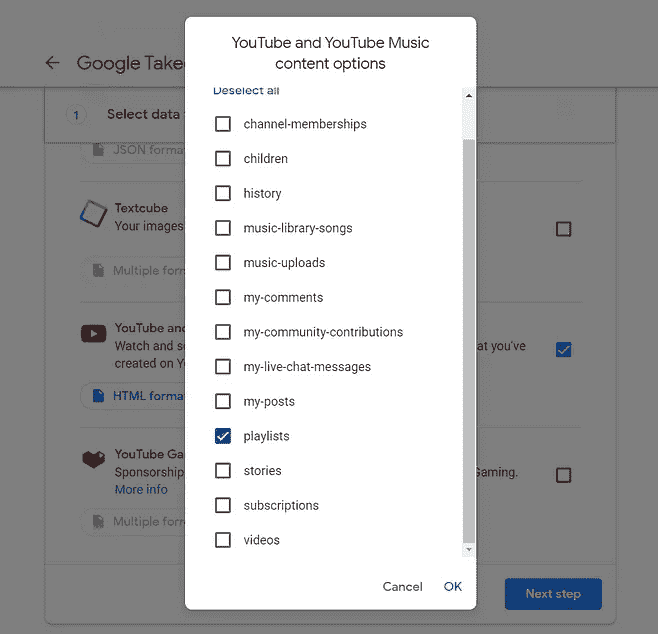 YouTube and YouTube Music
content options
Google Take
Deselect all
1 Select data
channel-memberships
children
JSON forma
history
Textcube
Your images
music-library-songs
music-uploads
Multiple form
my-comments
YouTube and
my-community-contributions
Watch and s
at you've
created on Y
my-live-chat-messages
HTML forma
my-posts
playlists
YouTube Ga
Sponsorship
Gaming.
stories
More info
subscriptions
Multiple form
videos
Cancel OK
Next step